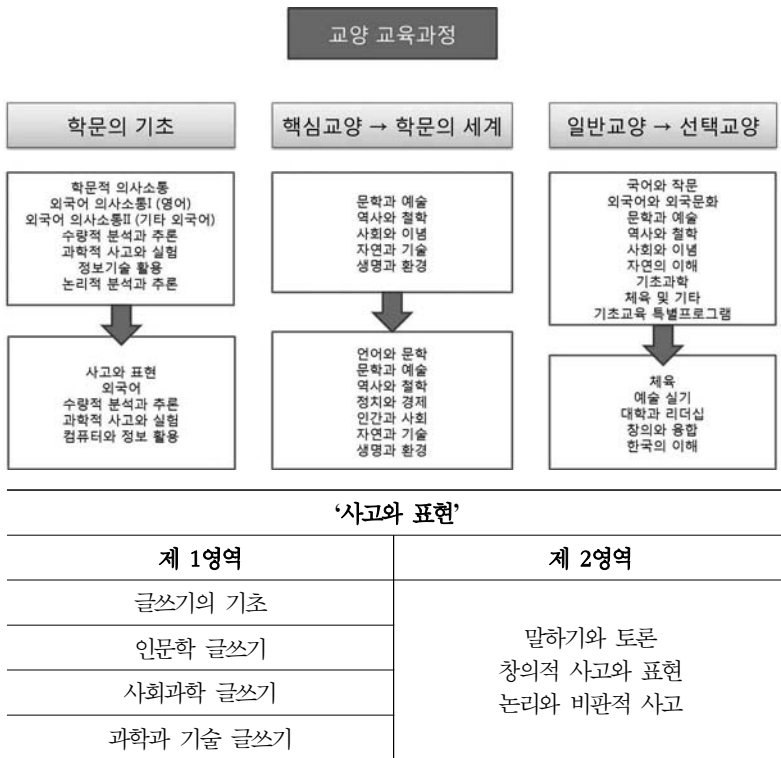 교양 교육과정
학문의 기초
핵심교양 → 학문의 세계
일반교양 → 선택교양
학문적 의사소통
외국어 의사소통I (영어)
외국어 의사소통II (기타 외국어)
수량적 분석과 추론
과학적 사고와 실험
정보기술 활용
논리적 분석과 추론
문학과 예술
역사와 철학
사회와 이념
자연과 기술
생명과 환경
국어와 작문
외국어와 외국문화
문학과 예술
역사와 철학
사회와 이념
자연의 이해
기초과학
체육 및 기타
기초교육 특별프로그램
사고와 표현
외국어
수량적 분석과 추론
과학적 사고와 실험
컴퓨터와 정보 활용
언어와 문학
문학과 예술
역사와 철학
정치와 경제
인간과 사회
자연과 기술
생명과 환경
체육
예술 실기
대학과 리더십
창의와 융합
한국의 이해
‘사고와 표현’
제 1영역
제 2영역
글쓰기의 기초
인문학 글쓰기
사회과학 글쓰기
과학과 기술 글쓰기
말하기와 토론
창의적 사고와 표현
논리와 비판적 사고